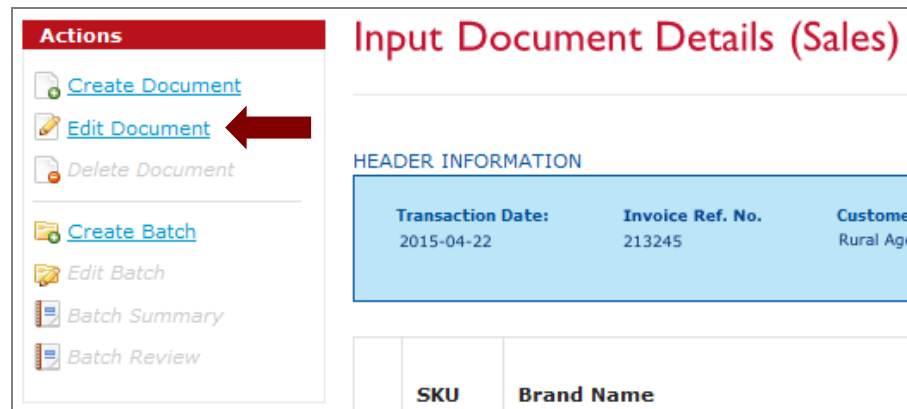 Actions
Create Document
Edit Document
Delete Document
Create Batch
Edit Batch
Batch Summary
Batch Review
Input Document Details (Sales)
HEADER INFORMATION
Transaction Date: Invoice Ref. No.
2015-04-22 213245 Rural
SKU Brand Name